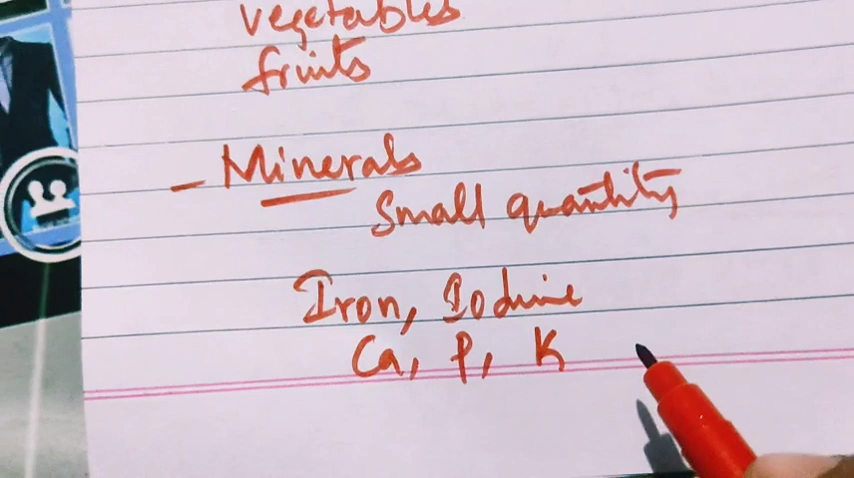 vegetables
fruits
- Minerals
Small quantity
Iron, Iodine
Ca, P, K